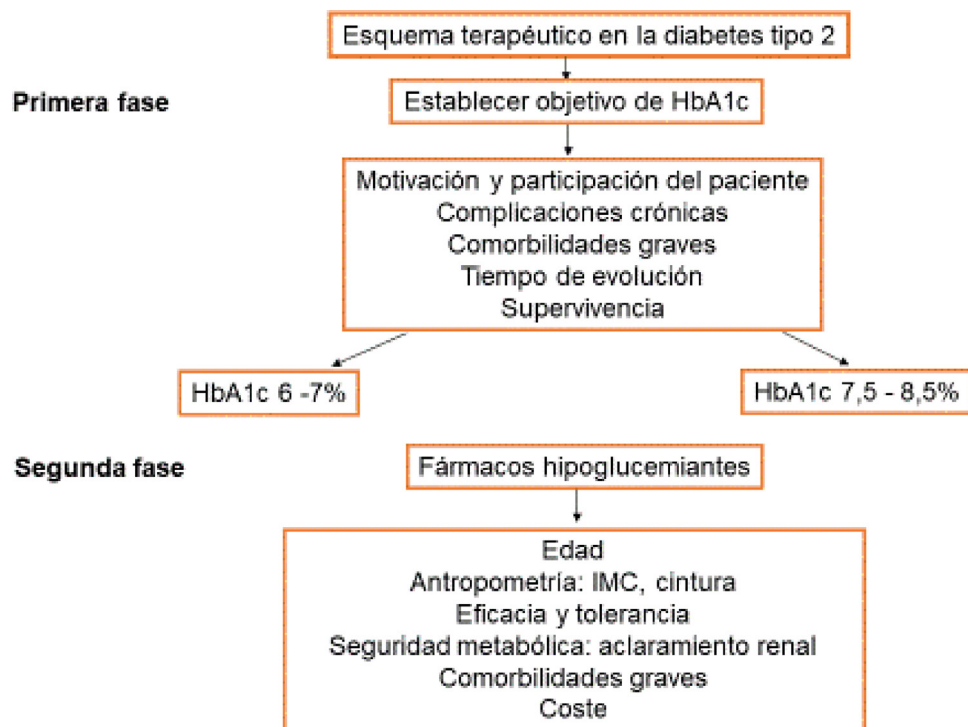 Esquema terapéutico en la diabetes tipo 2
Primera fase
Establecer objetivo de HbA1c
Motivación y participación del paciente
Complicaciones crónicas
Comorbilidades graves
Tiempo de evolución
Supervivencia
HbA1c 6 -7%
HbA1c 7,5 - 8,5%
Segunda fase
Fármacos hipoglucemiantes
Edad
Antropometría: IMC, cintura
Eficacia y tolerancia
Seguridad metabólica: aclaramiento renal
Comorbilidades graves
Coste